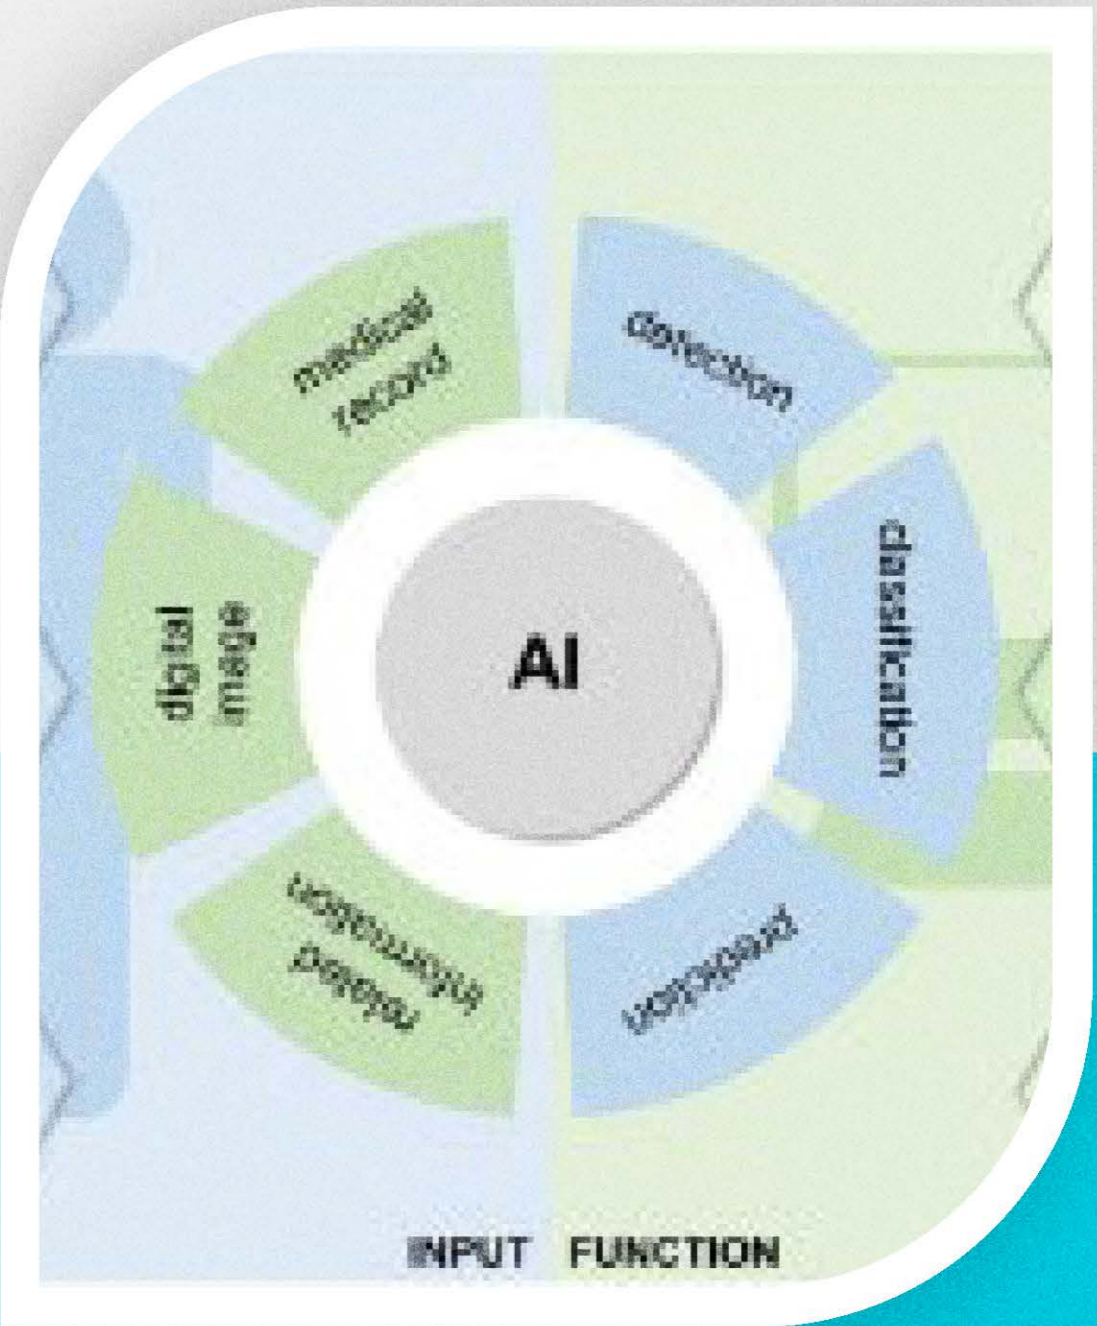 medical
record
digital
image
related
information
AI
detection
classification
prediction
INPUT
FUNCTION